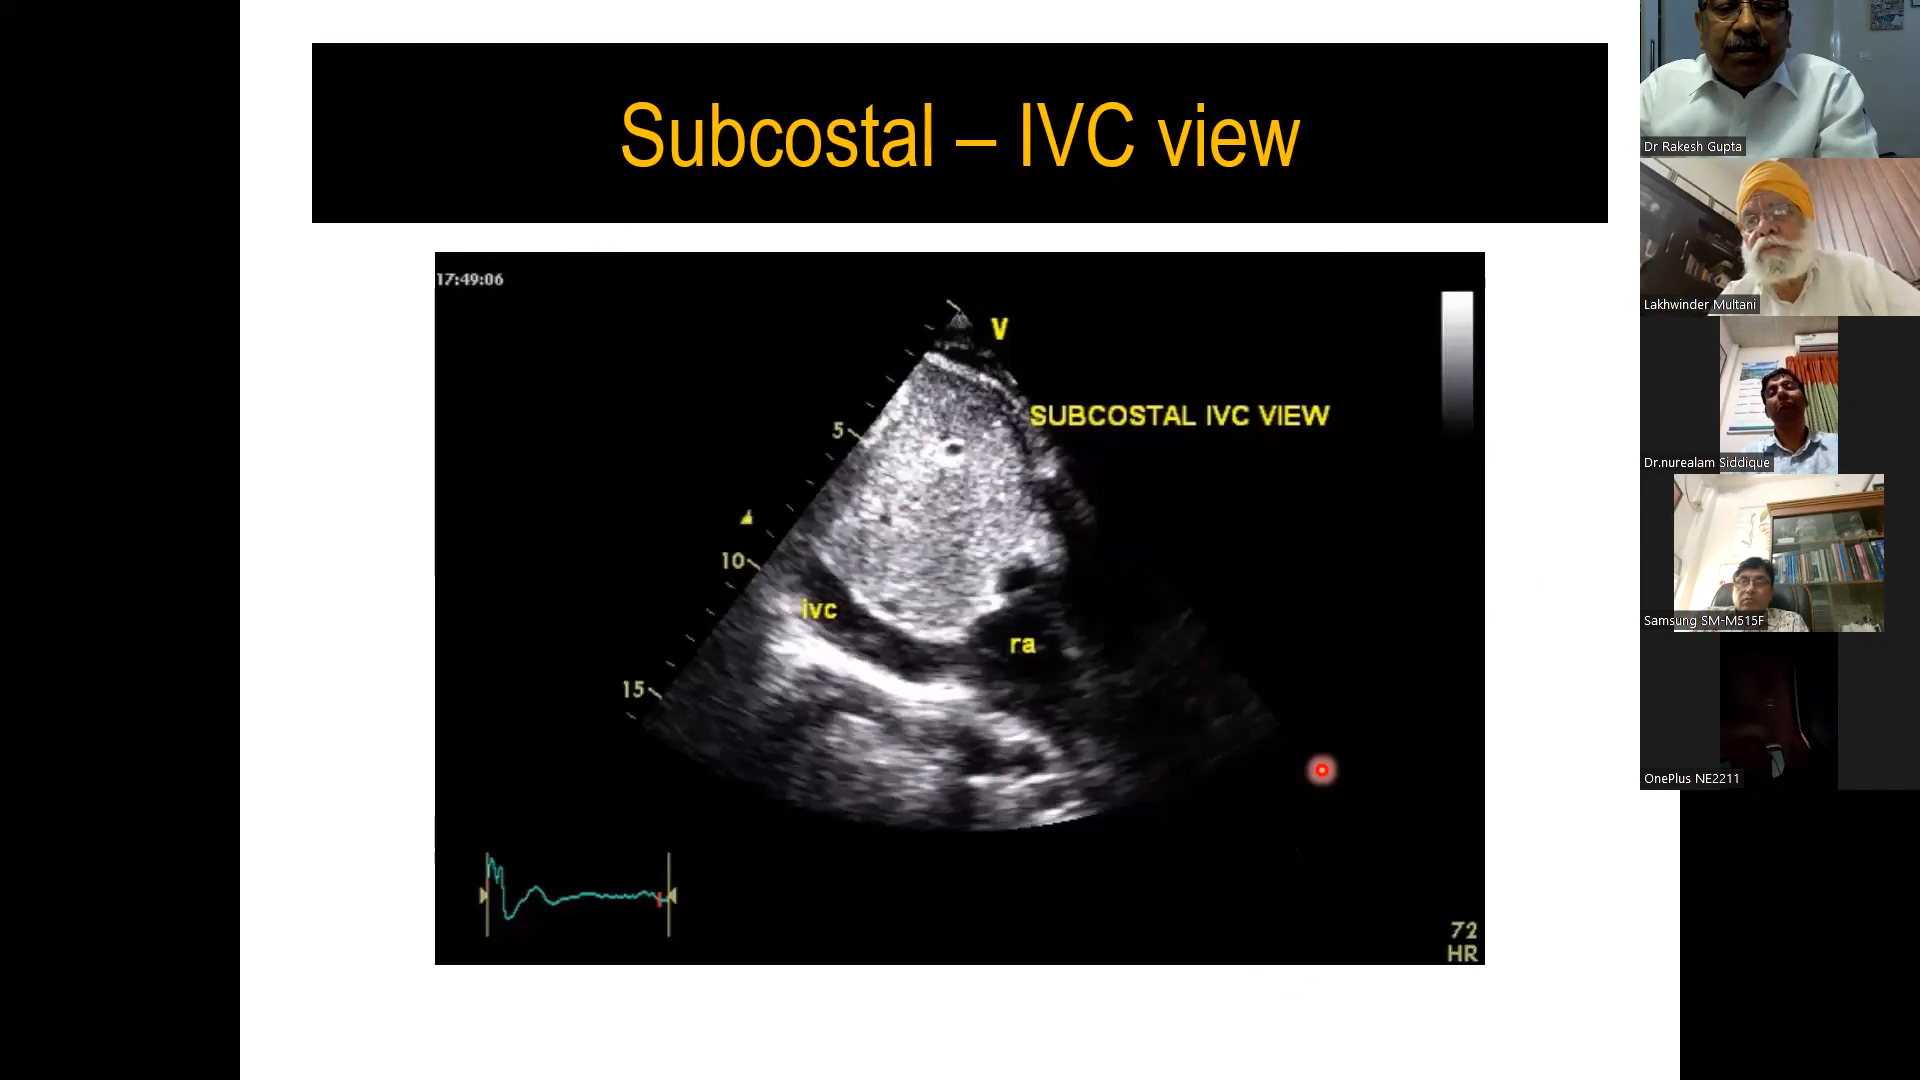 Subcostal – IVC view
17:49:06
V
SUBCOSTAL IVC VIEW
5
10
ivc
ra
15
72
HR
Dr Rakesh Gupta
Lakhwinder Multani
Dr.nurealam Siddique
Samsung SM-M515F
OnePlus NE2211